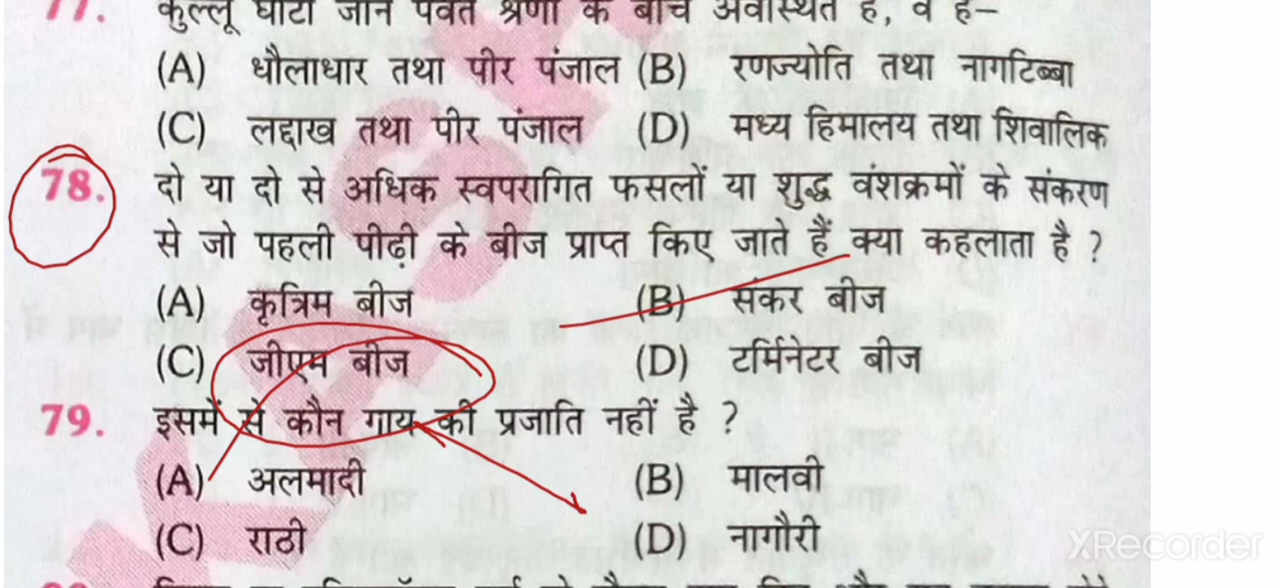 77. कुल्लू घाटी जिन पर्वत श्रेणी के बीच अवस्थित है, वे हैं–
(A) धौलाधार तथा पीर पंजाल (B) रणज्योति तथा नागटिब्बा
(C) लद्दाख तथा पीर पंजाल (D) मध्य हिमालय तथा शिवालिक
78. दो या दो से अधिक स्वपरागित फसलों या शुद्ध वंशक्रमों के संकरण
से जो पहली पीढ़ी के बीज प्राप्त किए जाते हैं क्या कहलाता है ?
(A) कृत्रिम बीज (B) संकर बीज
(C) जीएम बीज (D) टर्मिनेटर बीज
79. इसमें से कौन गाय की प्रजाति नहीं है ?
(A) अलमादी (B) मालवी
(C) राठी (D) नागौरी
XRecorder